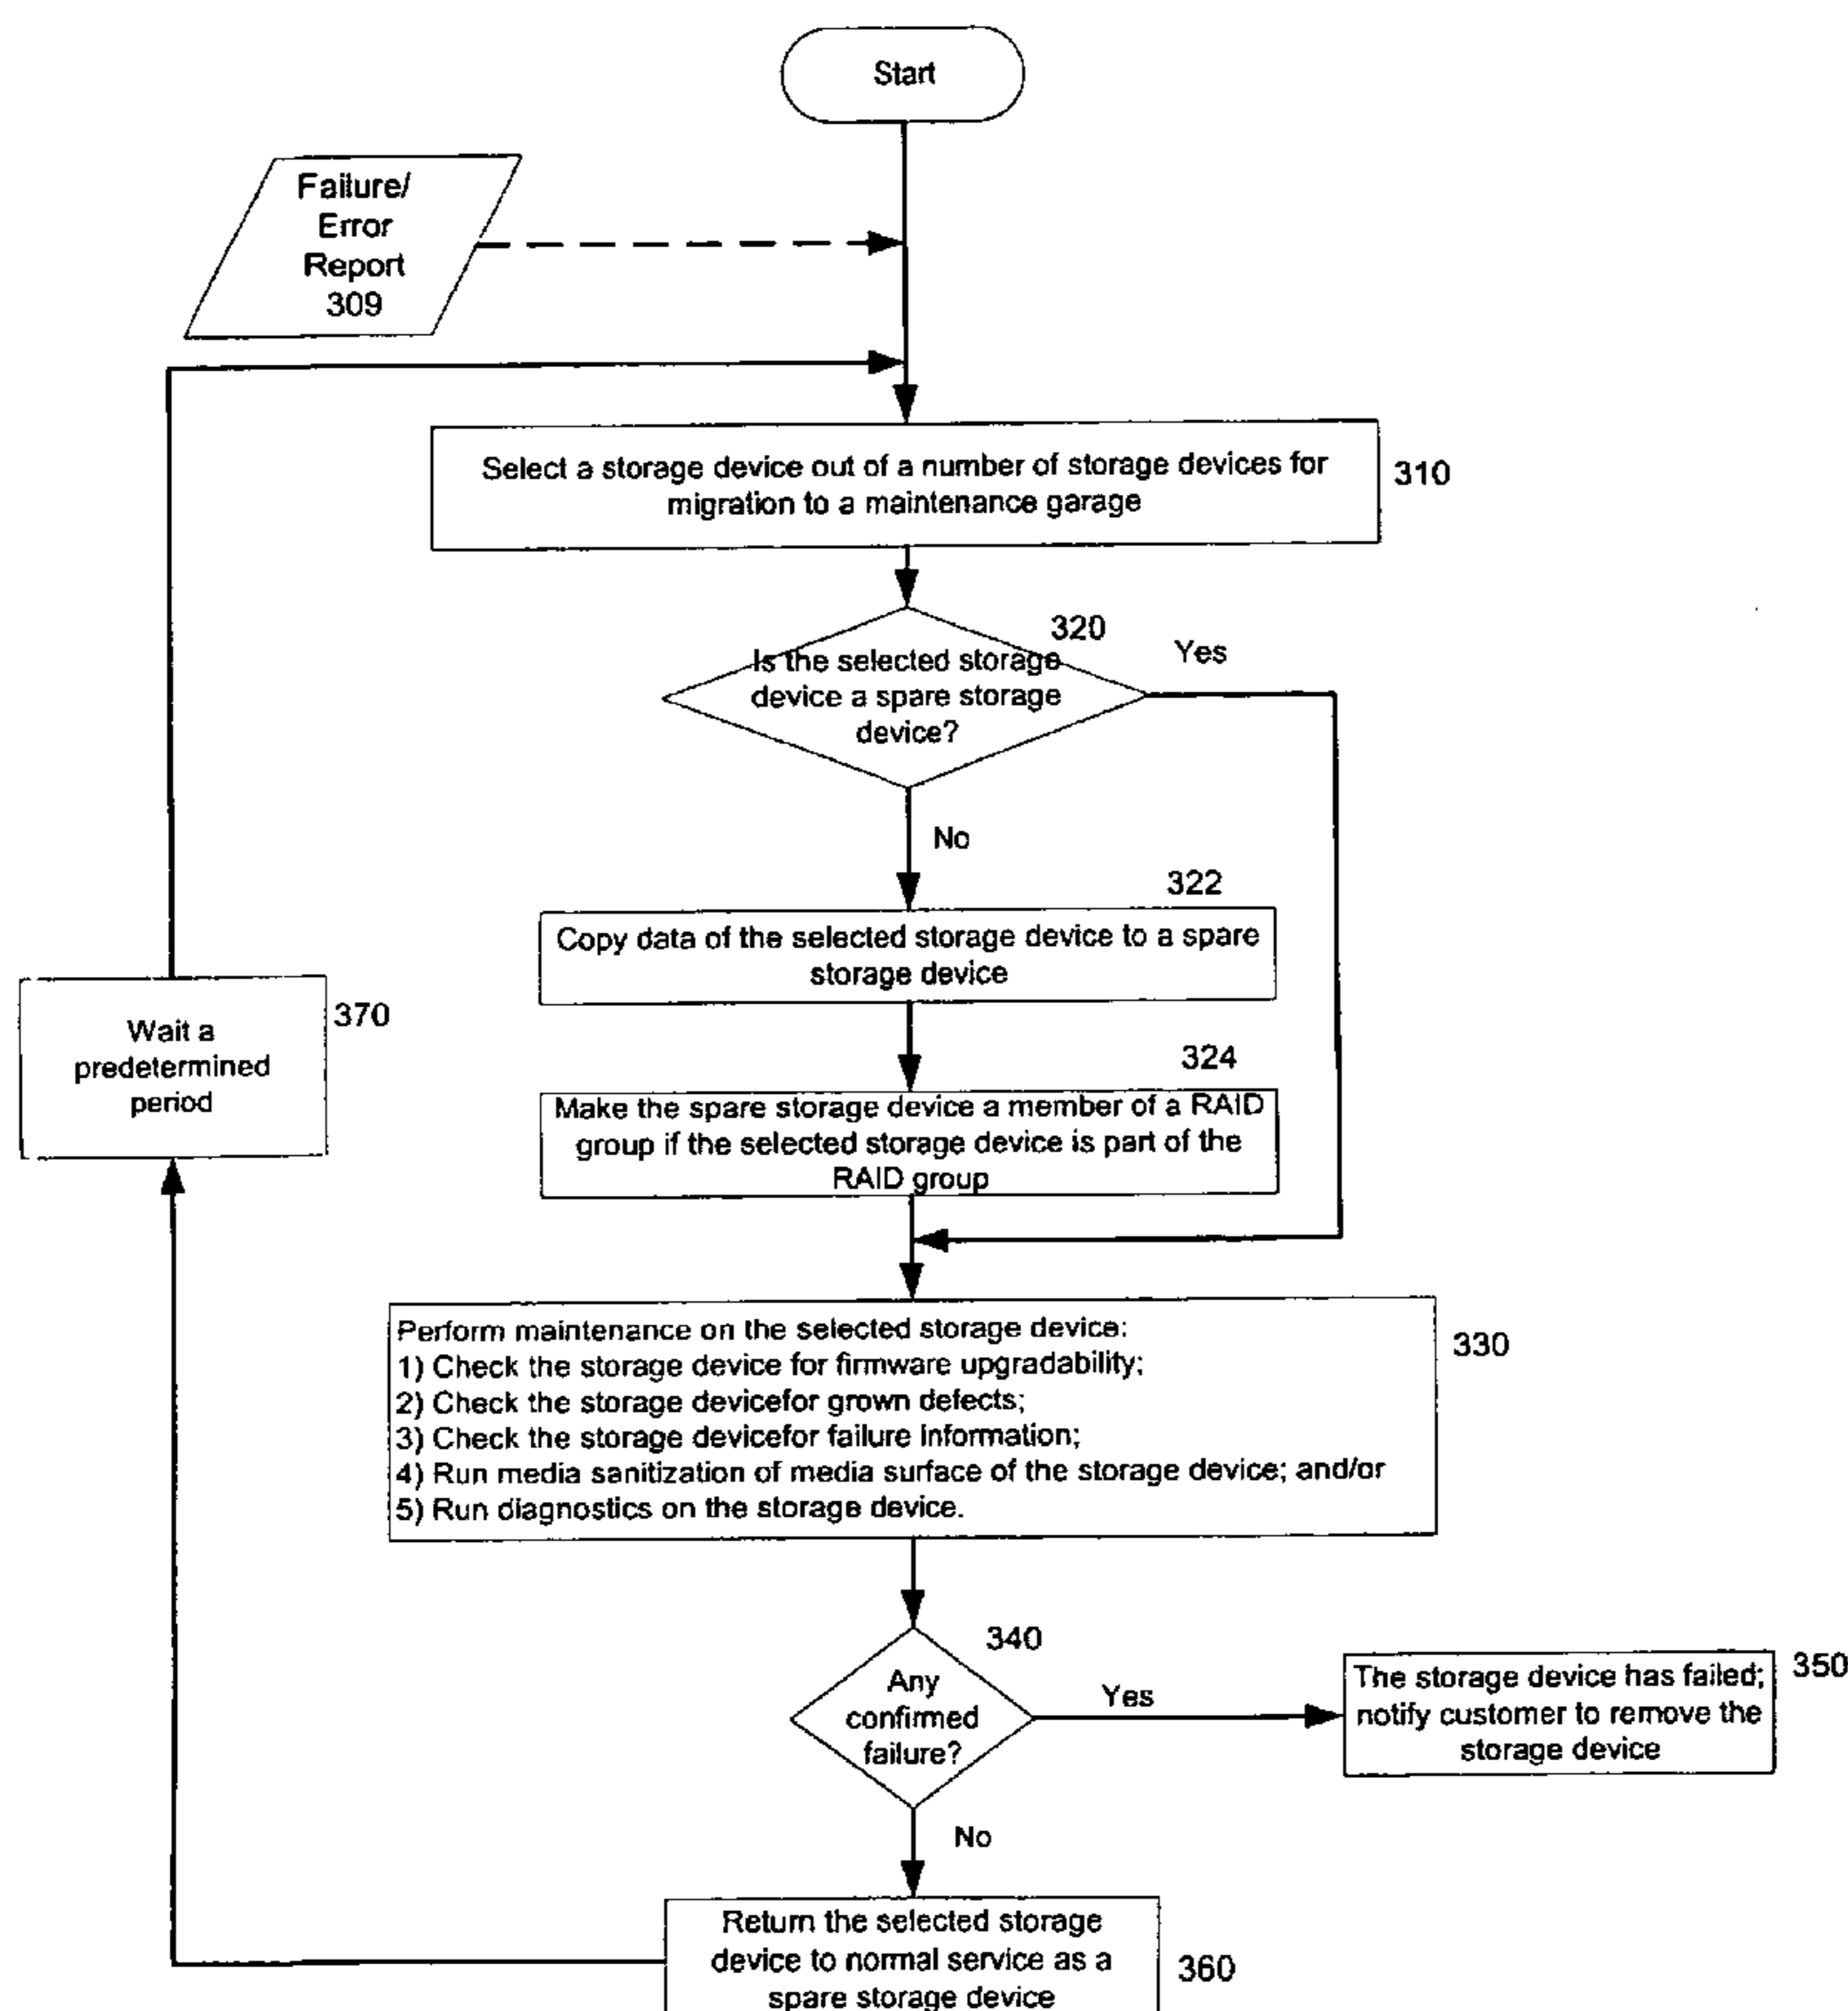 Start
Failure/
Error
Report
309
Select a storage device out of a number of storage devices for
migration to a maintenance garage
310
320
Is the selected storage
device a spare storage
device?
Yes
No
322
Copy data of the selected storage device to a spare
storage device
324
Make the spare storage device a member of a RAID
group if the selected storage device is part of the
RAID group
Wait a
predetermined
period
370
Perform maintenance on the selected storage device:
1) Check the storage device for firmware upgradability;
2) Check the storage devicefor grown defects;
3) Check the storage devicefor failure information;
4) Run media sanitization of media surface of the storage device; and/or
5) Run diagnostics on the storage device.
330
340
Any
confirmed
failure?
Yes
The storage device has failed;
notify customer to remove the
storage device
350
No
Return the selected storage
device to normal service as a
spare storage device
360